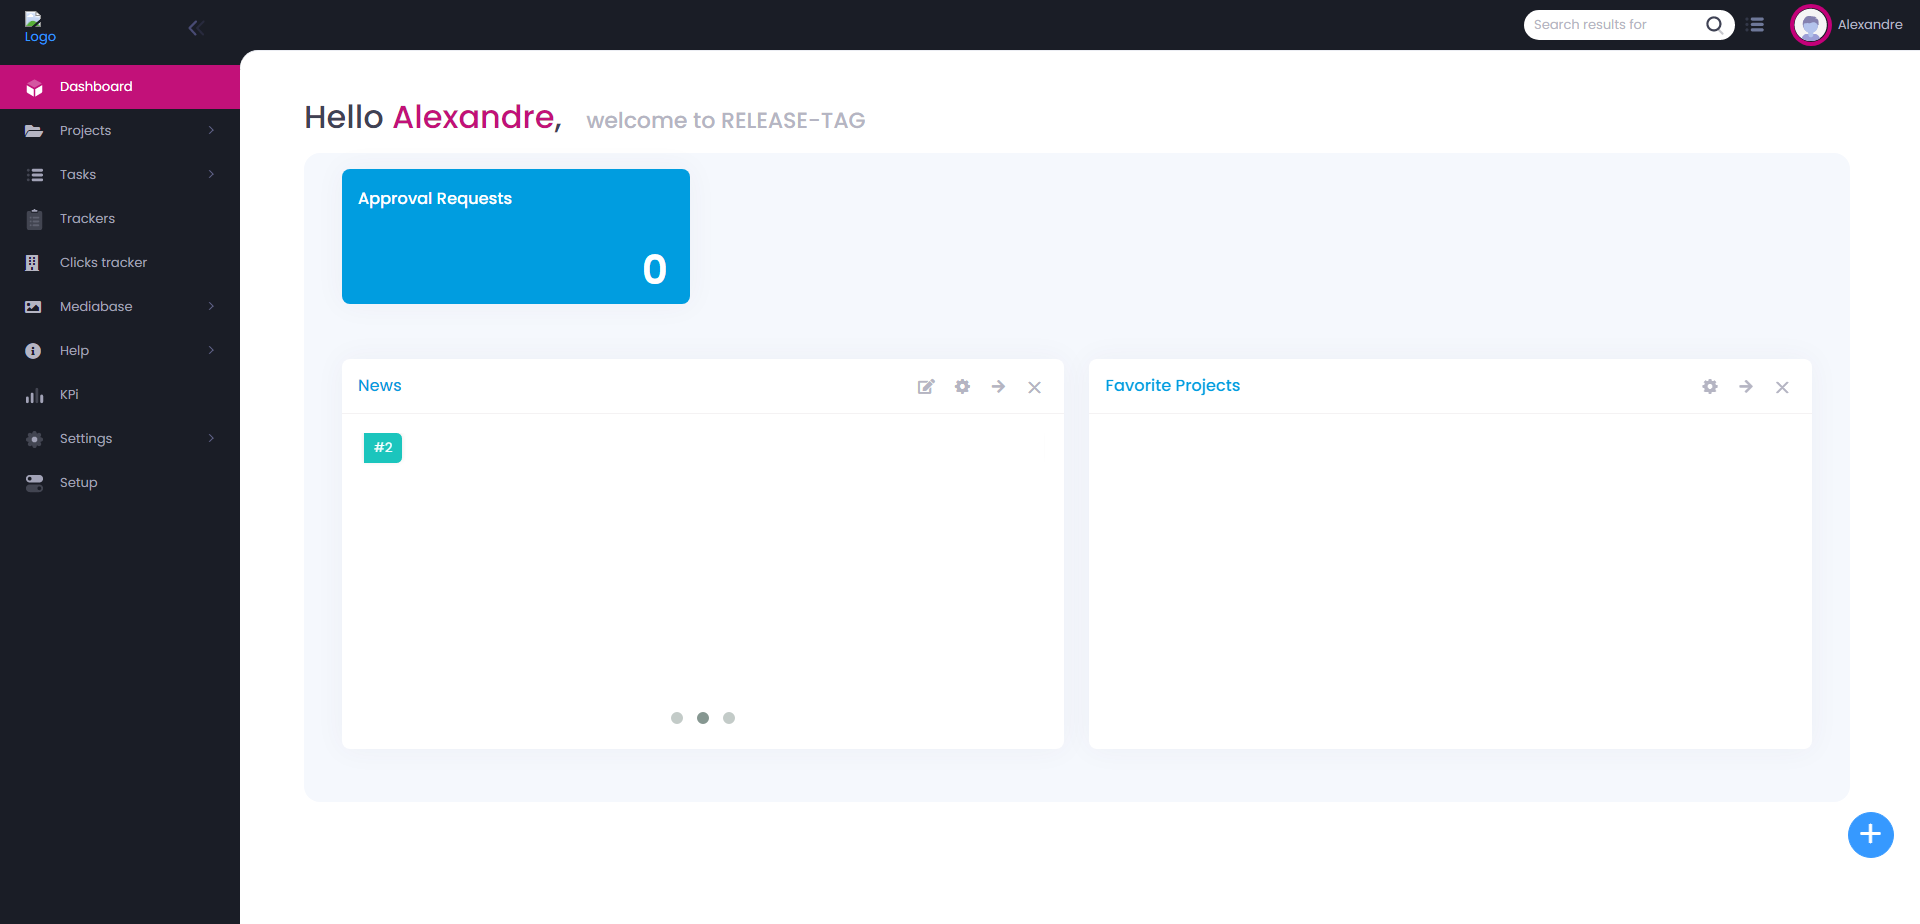 Logo
Search results for
Alexandre
Dashboard
Projects
Tasks
Trackers
Clicks tracker
Mediabase
Help
KPi
Settings
Setup
Hello Alexandre, welcome to RELEASE-TAG
Approval Requests
0
News
#2
Favorite Projects